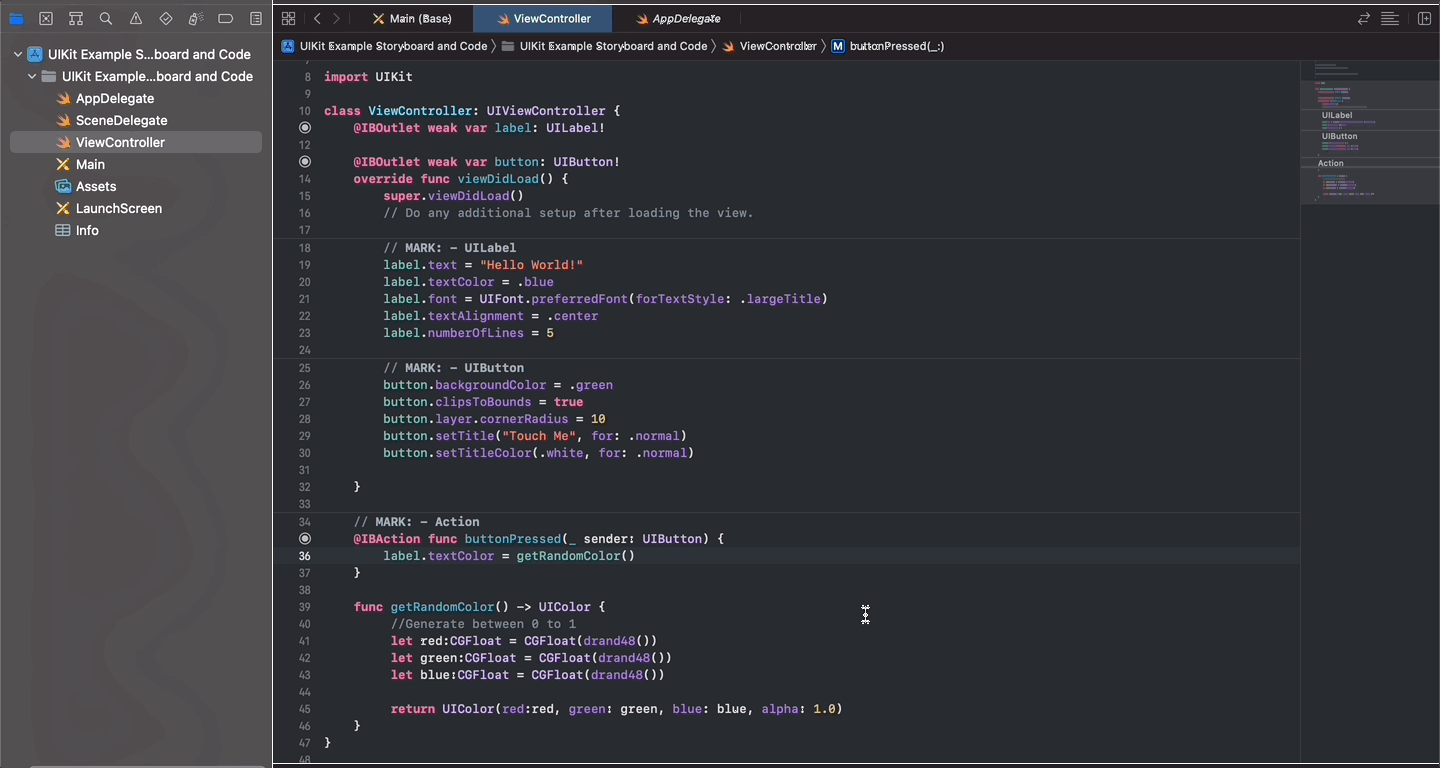 Main (Base)
ViewController
AppDelegate
UIKit Example Storyboard and Code
UIKit Example Storyboard and Code
ViewController
M
buttonPressed(_:)
UIKit Example S...board and Code
UIKit Example...board and Code
AppDelegate
SceneDelegate
ViewController
Main
Assets
LaunchScreen
Info
8 import UIKit
9
10 class ViewController: UIViewController {
@IBOutlet weak var label: UILabel!
12
@IBOutlet weak var button: UIButton!
14 override func viewDidLoad() {
15 super.viewDidLoad()
16 // Do any additional setup after loading the view.
17
18 // MARK: - UILabel
19 label.text = "Hello World!"
20 label.textColor = .blue
21 label.font = UIFont.preferredFont(forTextStyle: .largeTitle)
22 label.textAlignment = .center
23 label.numberOfLines = 5
24
25 // MARK: - UIButton
26 button.backgroundColor = .green
27 button.clipsToBounds = true
28 button.layer.cornerRadius = 10
29 button.setTitle("Touch Me", for: .normal)
30 button.setTitleColor(.white, for: .normal)
31
32 }
33
34 // MARK: - Action
@IBAction func buttonPressed(_ sender: UIButton) {
36 label.textColor = getRandomColor()
37 }
38
39 func getRandomColor() -> UIColor {
40 //Generate between 0 to 1
41 let red:CGFloat = CGFloat(drand48())
42 let green:CGFloat = CGFloat(drand48())
43 let blue:CGFloat = CGFloat(drand48())
44
45 return UIColor(red:red, green: green, blue: blue, alpha: 1.0)
46 }
47 }
48
UILabel
UIButton
Action